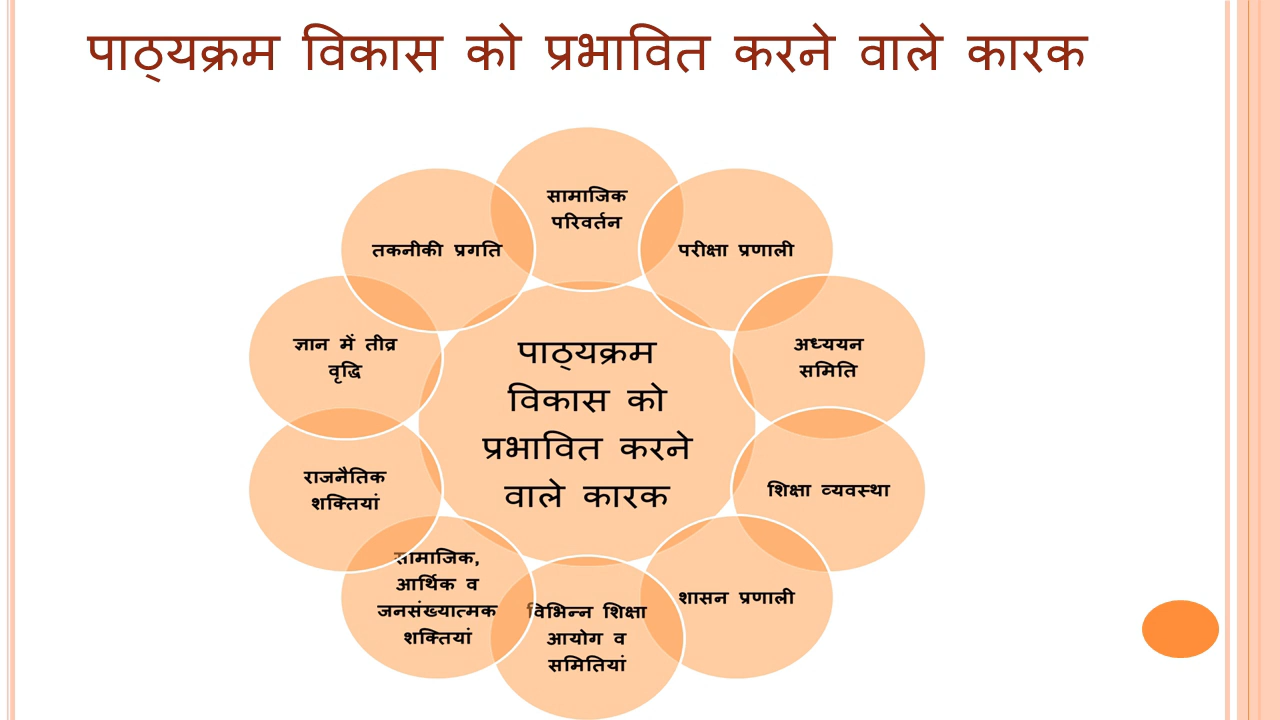 पाठ्यक्रम विकास को प्रभावित करने वाले कारक
सामाजिक
परिवर्तन
परीक्षा प्रणाली
अध्ययन
समिति
शिक्षा व्यवस्था
शासन प्रणाली
विभिन्न शिक्षा
आयोग व
समितियां
सामाजिक,
आर्थिक व
जनसंख्यात्मक
शक्तियां
राजनैतिक
शक्तियां
ज्ञान में तीव्र
वृद्धि
तकनीकी प्रगति
पाठ्यक्रम
विकास को
प्रभावित करने
वाले कारक